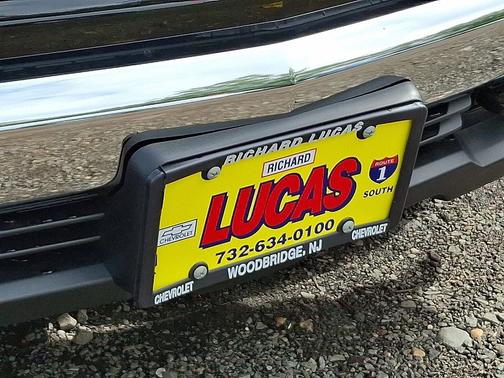 RICHARD LUCAS
RICHARD
LUCAS
ROUTE
1
SOUTH
CHEVROLET
732-634-0100
WOODBRIDGE, NJ
CHEVROLET
CHEVROLET